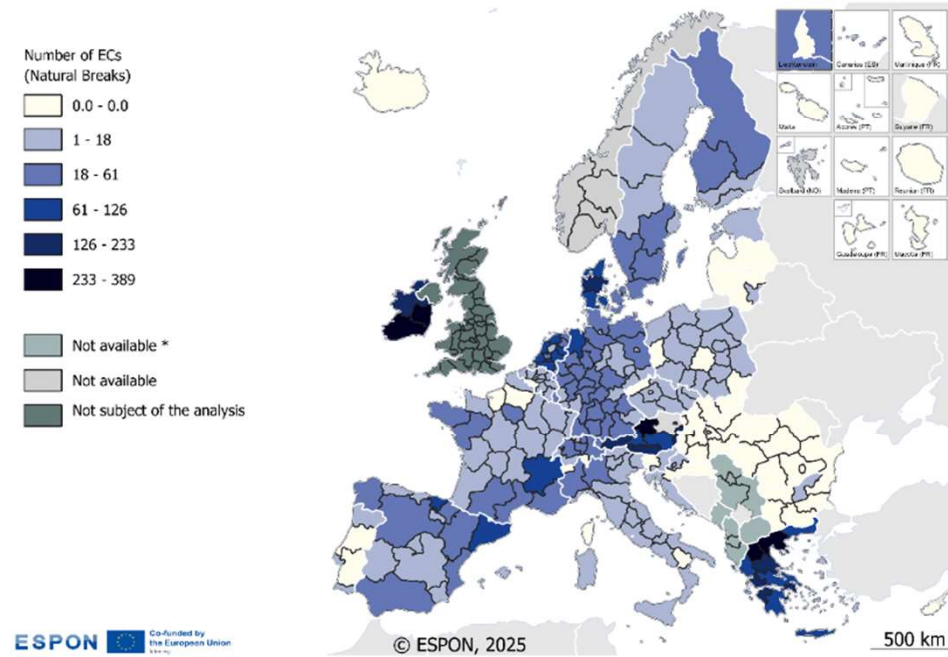 Number of ECs
(Natural Breaks)
0.0 - 0.0
1 - 18
18 - 61
61 - 126
126 - 233
233 - 389
Not available *
Not available
Not subject of the analysis
Liechtenstein
Canarias (ES)
Martinique (FR)
Malta
Açores (PT)
Guyane (FR)
Svalbard (NO)
Madeira (PT)
Réunion (FR)
Guadeloupe (FR)
Mayotte (FR)
ESPON
Co-funded by
the European Union
Interreg
© ESPON, 2025
500 km